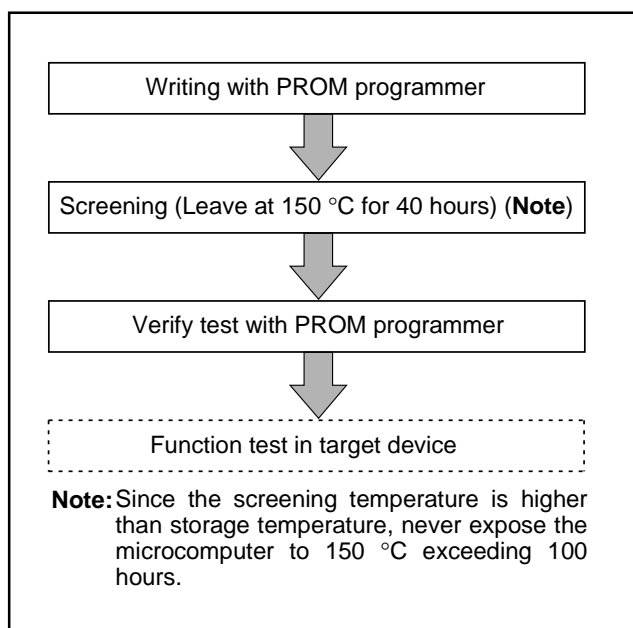 Writing with PROM programmer
Screening (Leave at 150 °C for 40 hours) (Note)
Verify test with PROM programmer
Function test in target device
Note: Since the screening temperature is higher
than storage temperature, never expose the
microcomputer to 150 °C exceeding 100
hours.